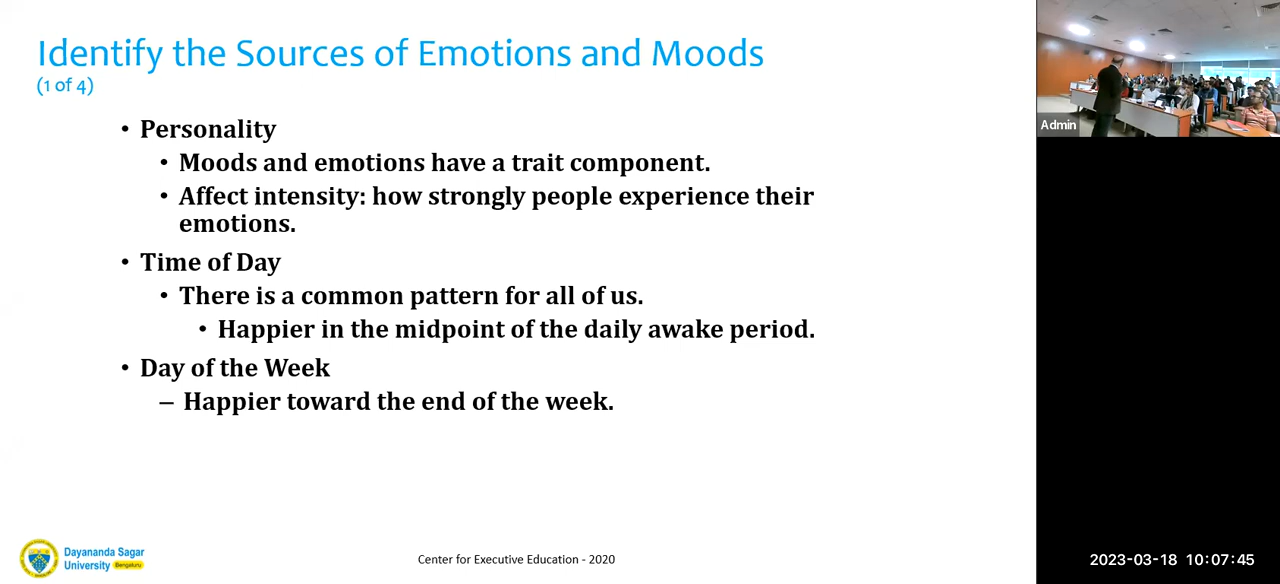 Identify the Sources of Emotions and Moods
(1 of 4)
• Personality
• Moods and emotions have a trait component.
• Affect intensity: how strongly people experience their
emotions.
• Time of Day
• There is a common pattern for all of us.
• Happier in the midpoint of the daily awake period.
• Day of the Week
– Happier toward the end of the week.
Dayananda Sagar
University Bengaluru
Center for Executive Education - 2020
Admin
2023-03-18 10:07:45